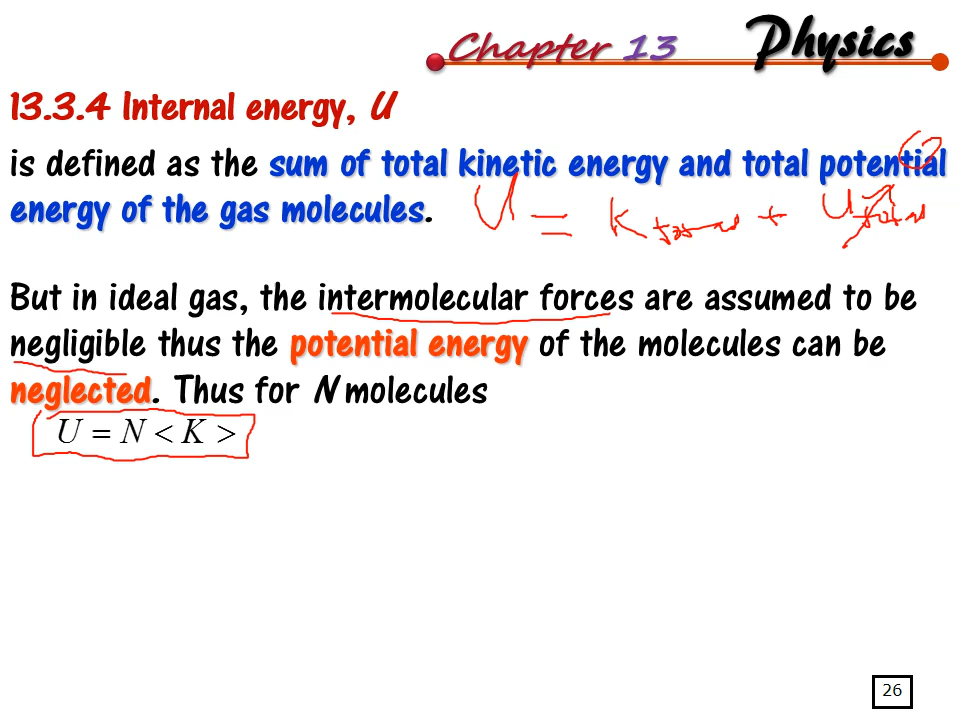 Chapter 13 Physics
13.3.4 Internal energy, U
is defined as the sum of total kinetic energy and total potential
energy of the gas molecules.
U = K total + U total
But in ideal gas, the intermolecular forces are assumed to be
negligible thus the potential energy of the molecules can be
neglected. Thus for N molecules
U = N < K >
26